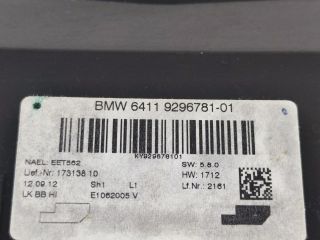 BMW 6411 9296781-01
KY929678101
NAEL: EET562 SW: 5.8.0
Lief.-Nr: 173138 10 HW: 1712
12.09.12 Sh1 L1 Lf.Nr.: 2161
LK BB HI E1062005 V